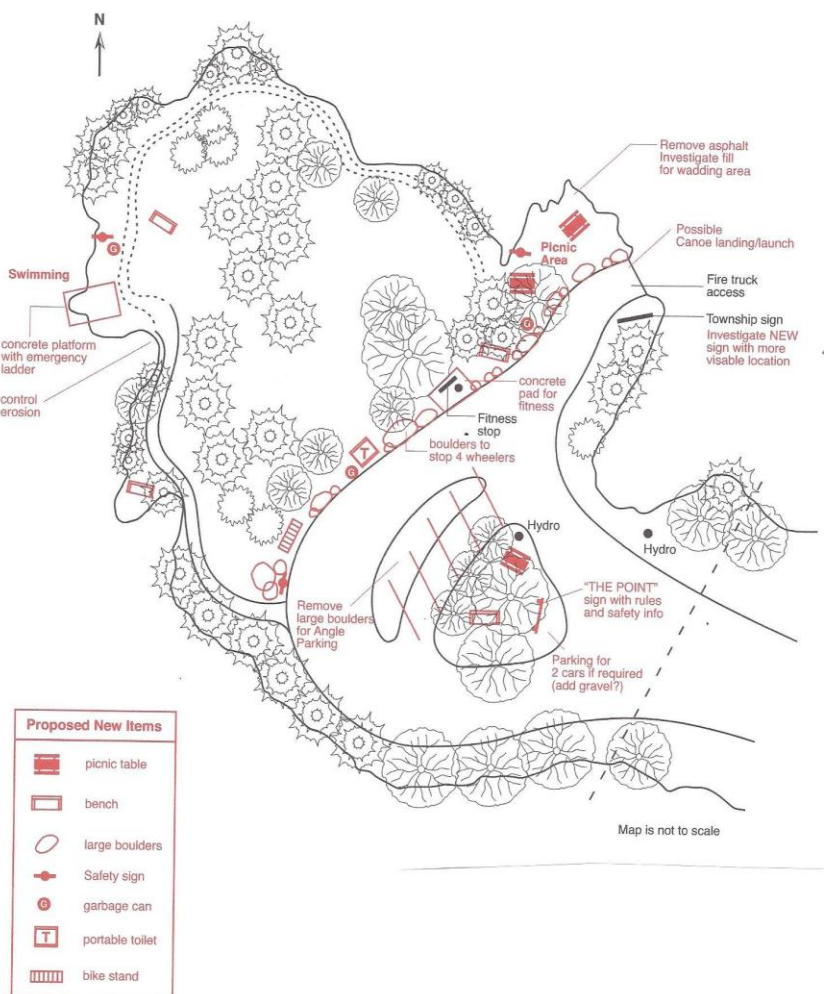 N
Remove asphalt
Investigate fill
for wadding area
Possible
Canoe landing/launch
Picnic
Area
Fire truck
access
Swimming
G
Township sign
Investigate NEW
sign with more
visable location
G
concrete platform
with emergency
ladder
concrete
pad for
fitness
control
erosion
Fitness
stop
boulders to
stop 4 wheelers
T
G
Hydro
Hydro
"THE POINT"
sign with rules
and safety info
Remove
large boulders
for Angle
Parking
Parking for
2 cars if required
(add gravel?)
Proposed New Items
picnic table
bench
large boulders
Safety sign
G garbage can
T portable toilet
bike stand
Map is not to scale